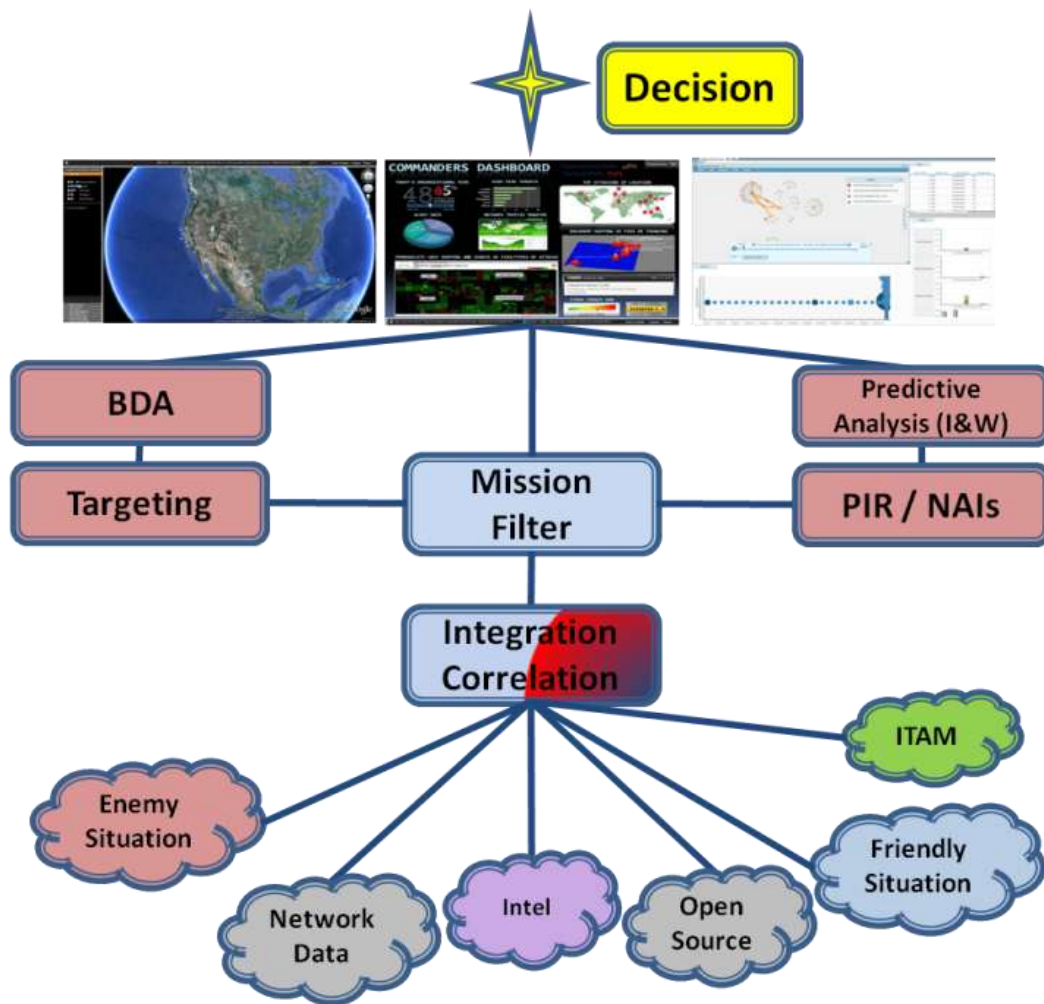 Decision
COMMANDERS DASHBOARD
BDA
Predictive
Analysis (I&W)
Targeting
Mission
Filter
PIR / NAIs
Integration
Correlation
ITAM
Enemy
Situation
Friendly
Situation
Network
Data
Intel
Open
Source